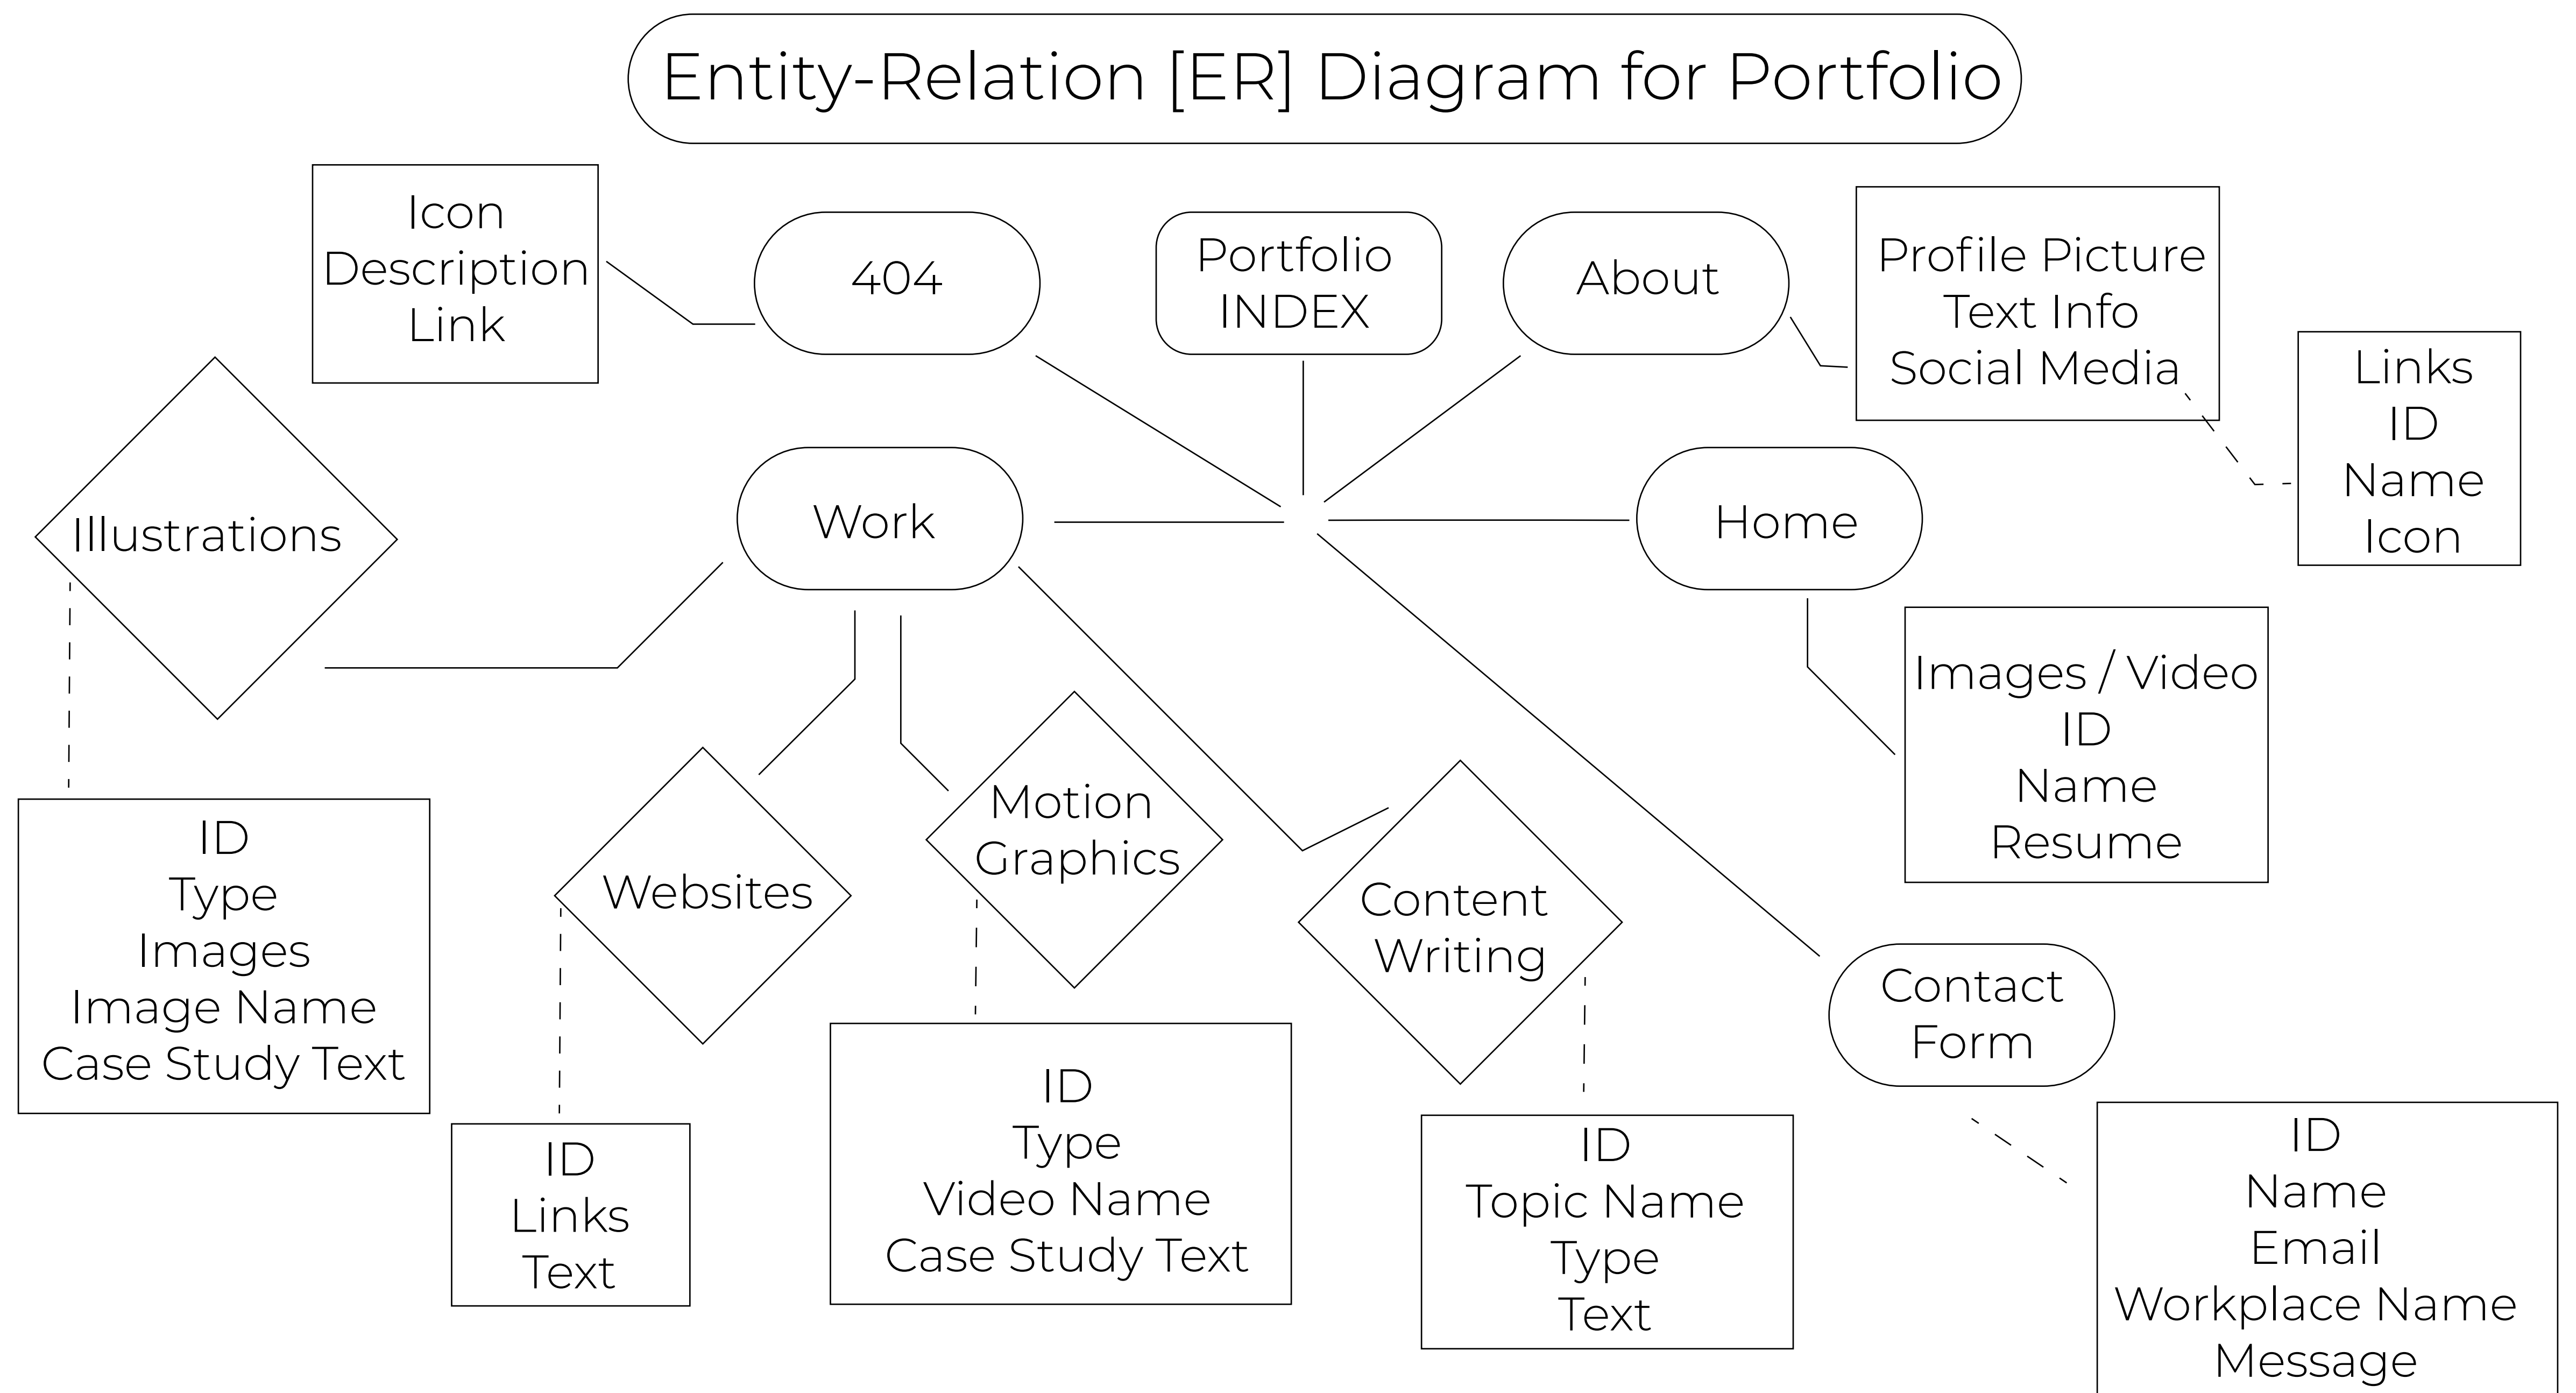 Entity-Relation [ER] Diagram for Portfolio
Icon
Description
Link
404
Portfolio
INDEX
About
Profile Picture
Text Info
Social Media
Links
ID
Name
Icon
Illustrations
Work
Home
Images / Video
ID
Name
Resume
ID
Type
Images
Image Name
Case Study Text
Websites
Motion
Graphics
Content
Writing
Contact
Form
ID
Links
Text
ID
Type
Video Name
Case Study Text
ID
Topic Name
Type
Text
ID
Name
Email
Workplace Name
Message